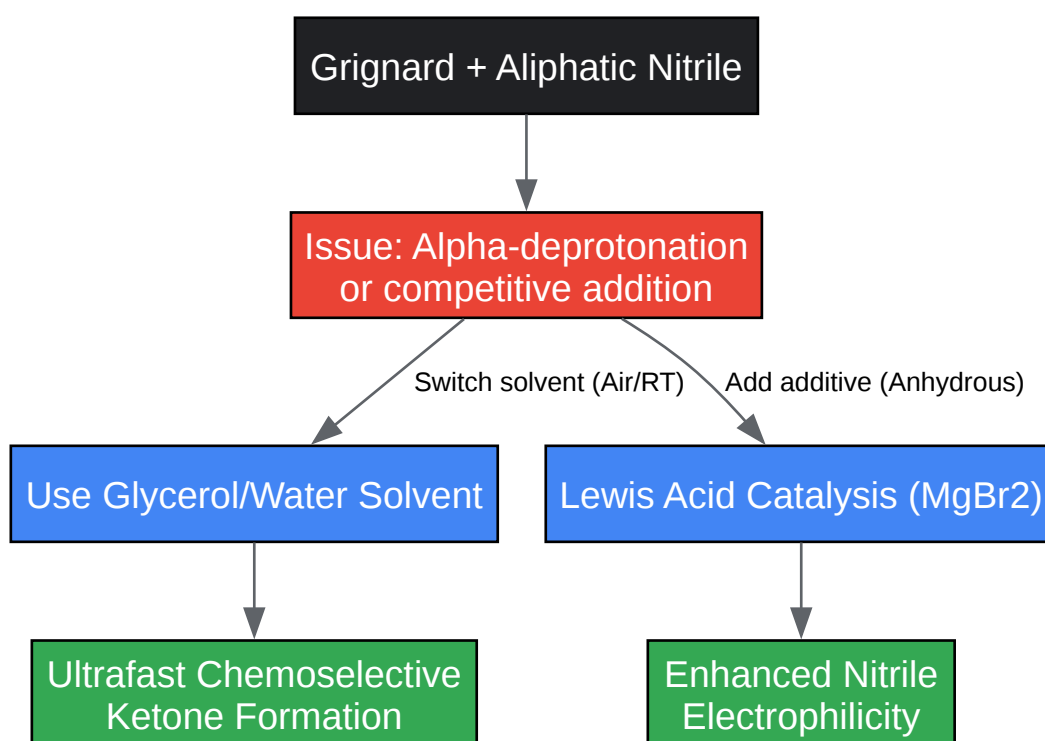 Grignard + Aliphatic Nitrile
Issue: Alpha-deprotonation
or competitive addition
Switch solvent (Air/RT)
Add additive (Anhydrous)
Use Glycerol/Water Solvent
Lewis Acid Catalysis (MgBr2)
Ultrafast Chemoselective
Ketone Formation
Enhanced Nitrile
Electrophilicity